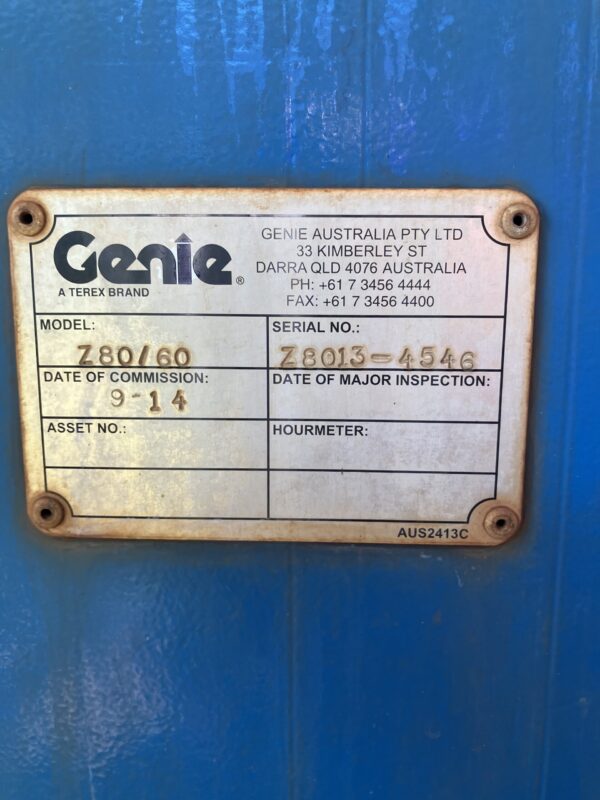 Genie®
A TEREX BRAND
GENIE AUSTRALIA PTY LTD
33 KIMBERLEY ST
DARRA QLD 4076 AUSTRALIA
PH: +61 7 3456 4444
FAX: +61 7 3456 4400
MODEL:
Z80/60
SERIAL NO.:
Z8013-4546
DATE OF COMMISSION:
9-14
DATE OF MAJOR INSPECTION:
ASSET NO.:
HOURMETER:
AUS2413C